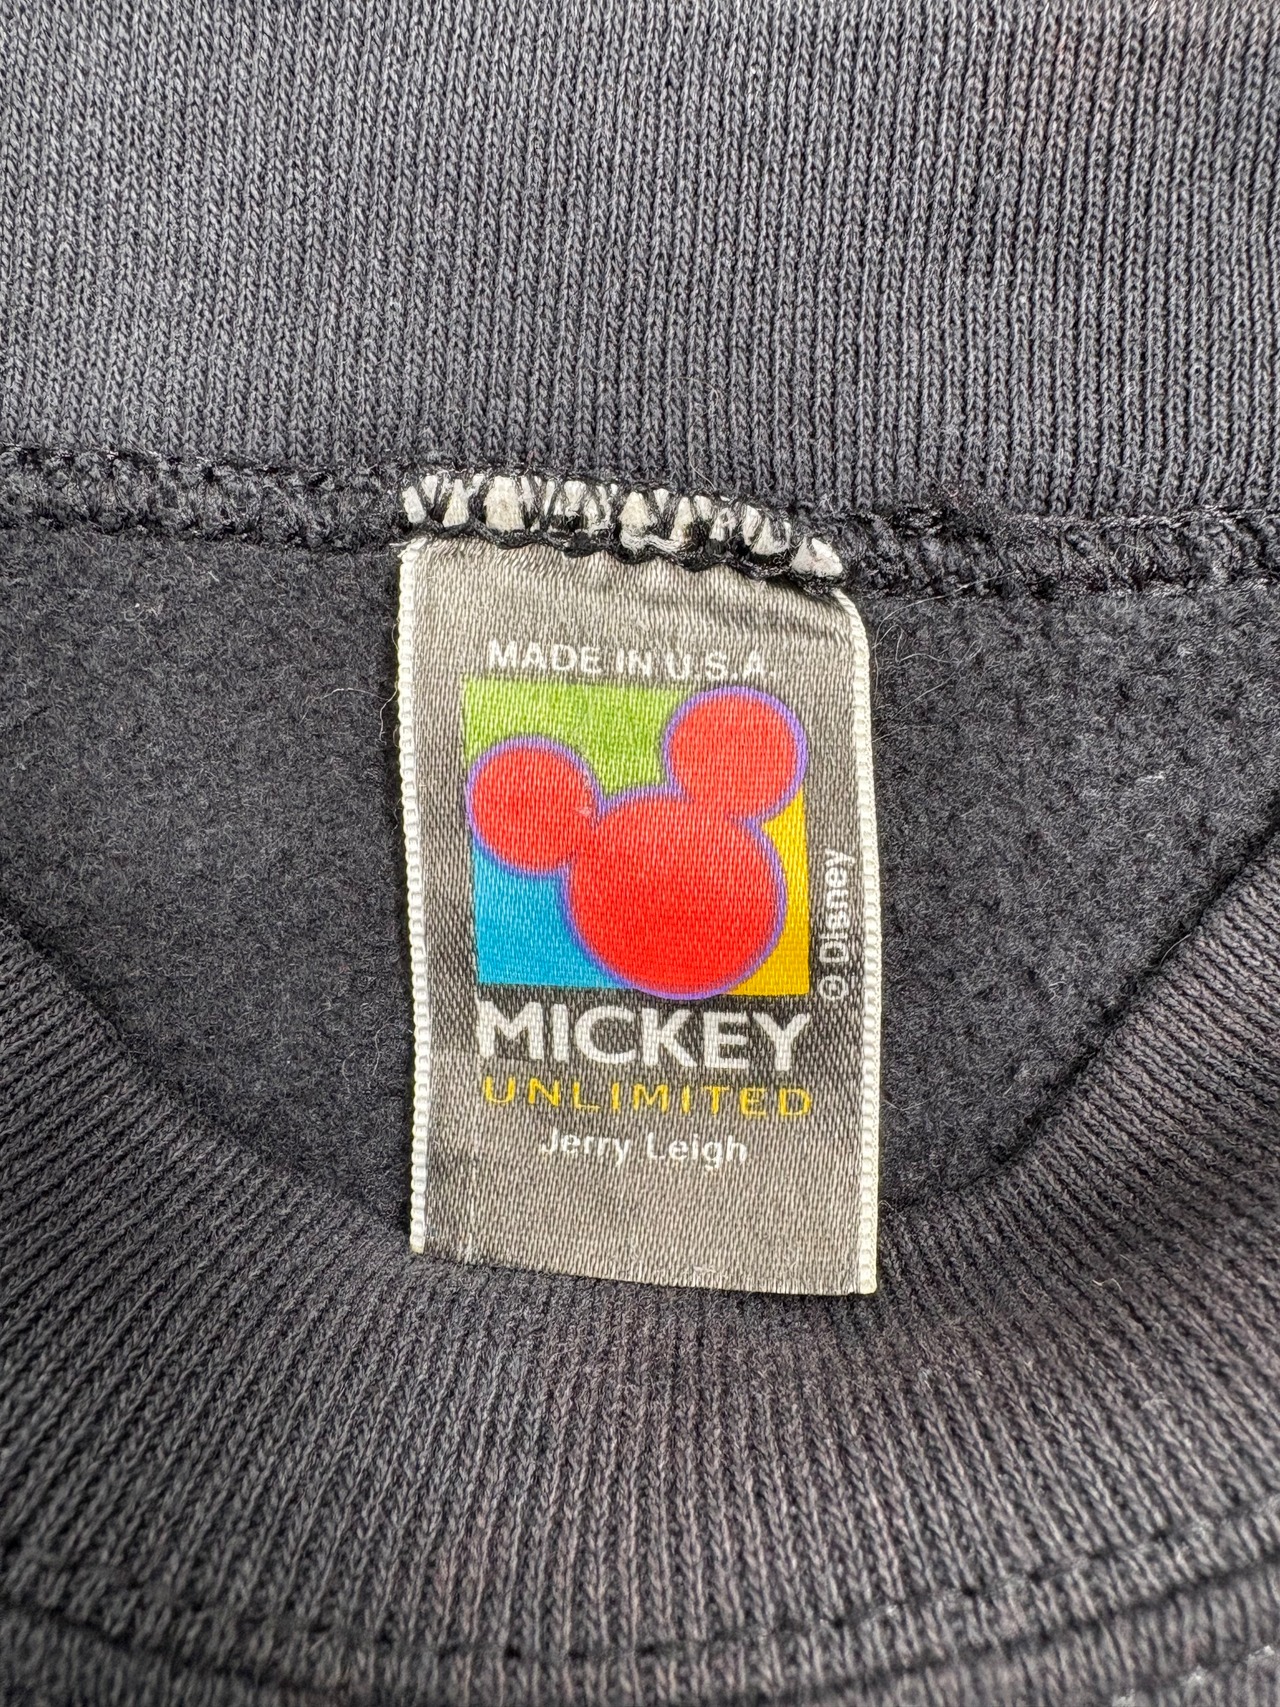 MADE IN U.S.A.
© Disney
MICKEY
UNLIMITED
Jerry Leigh